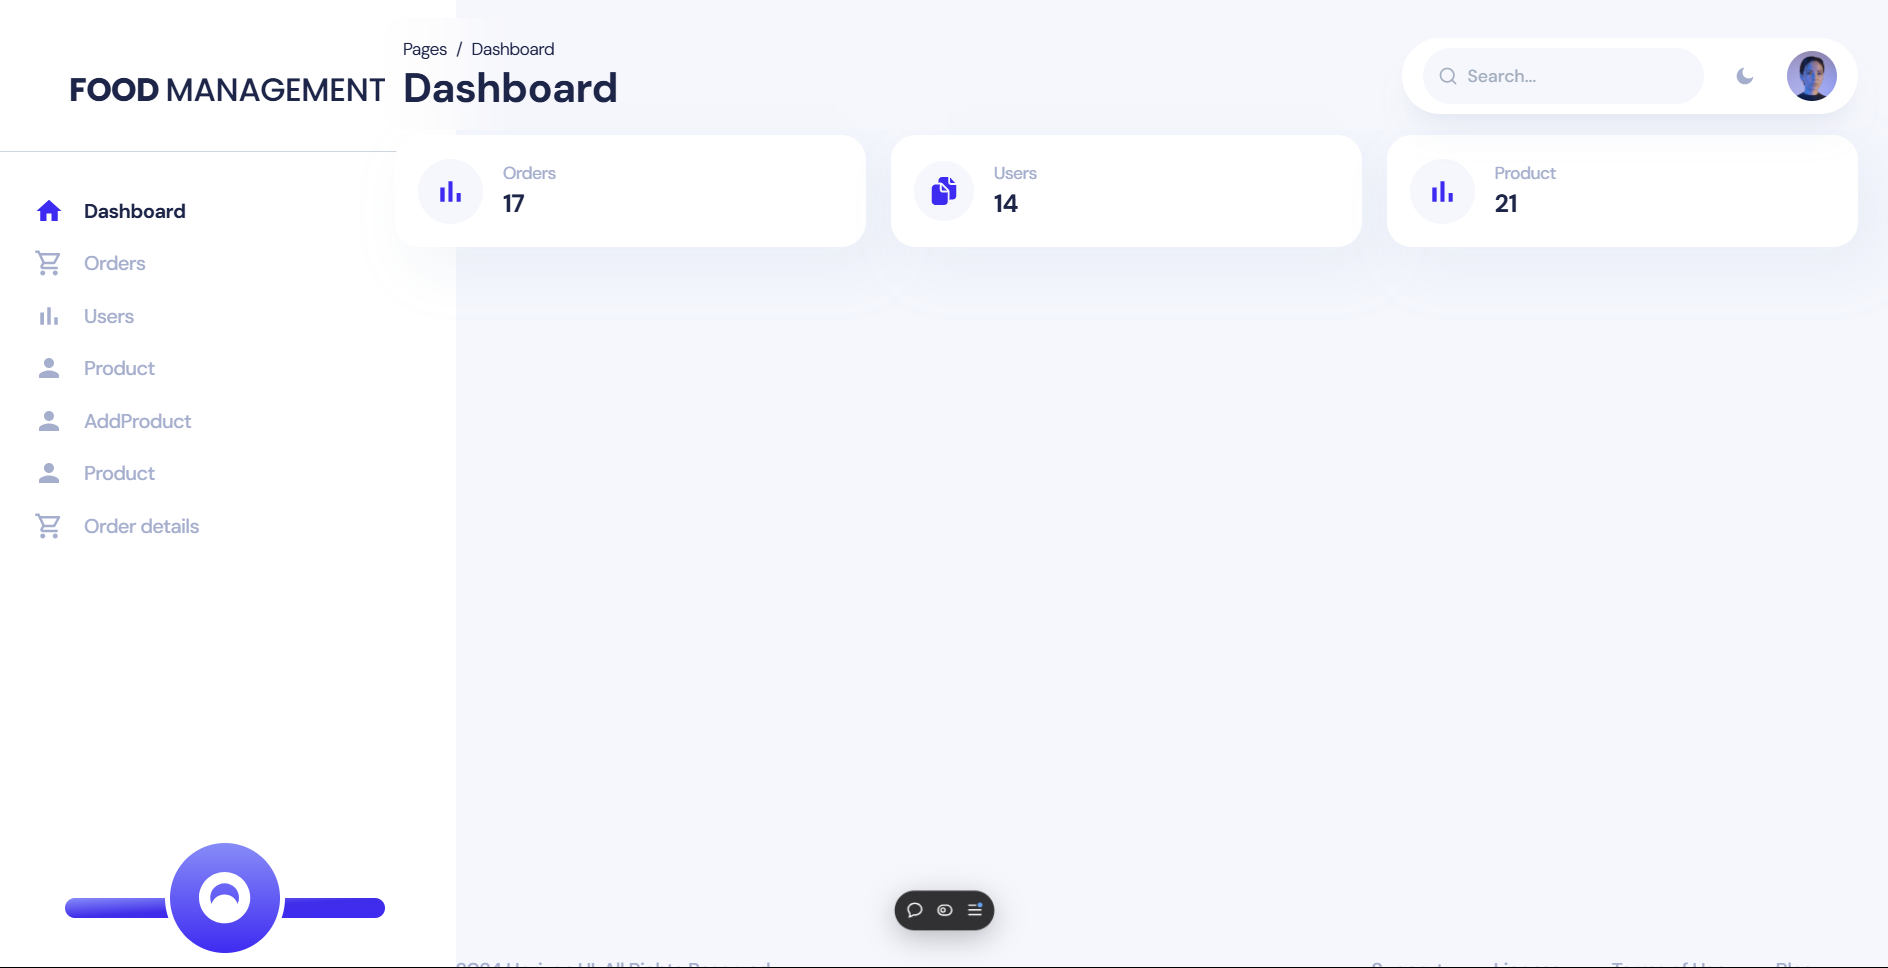 FOOD MANAGEMENT
Dashboard
Orders
Users
Product
AddProduct
Product
Order details
Pages / Dashboard
Dashboard
Search...
Orders
17
Users
14
Product
21